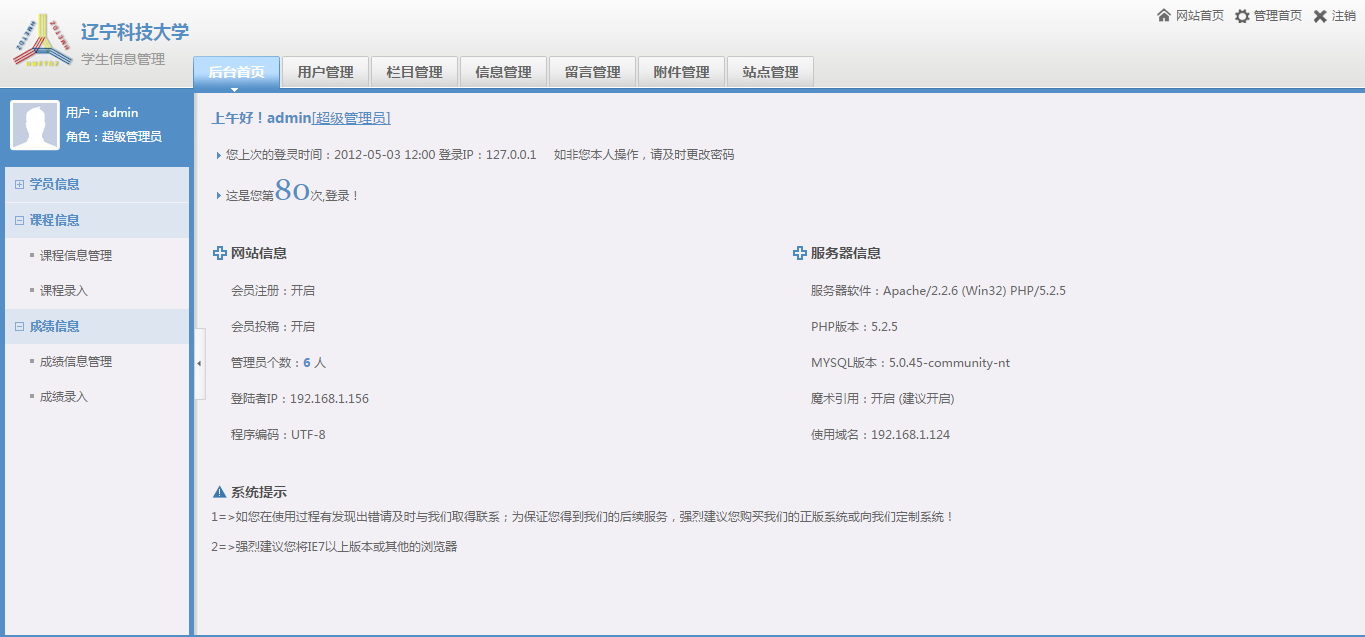 辽宁科技大学
学生信息管理
网站首页 管理首页 注销
后台首页 用户管理 栏目管理 信息管理 留言管理 附件管理 站点管理
用户：admin
角色：超级管理员
学员信息
课程信息
课程信息管理
课程录入
成绩信息
成绩信息管理
成绩录入
上午好！admin[超级管理员]
您上次的登灵时间：2012-05-03 12:00 登录IP：127.0.0.1 如非您本人操作，请及时更改密码
这是您第80次,登录！
网站信息
会员注册：开启
会员投稿：开启
管理员个数：6 人
登陆者IP：192.168.1.156
程序编码：UTF-8
服务器信息
服务器软件：Apache/2.2.6 (Win32) PHP/5.2.5
PHP版本：5.2.5
MYSQL版本：5.0.45-community-nt
魔术引用：开启 (建议开启)
使用域名：192.168.1.124
系统提示
1=>如您在使用过程有发现出错请及时与我们取得联系；为保证您得到我们的后续服务，强烈建议您购买我们的正版系统或向我们定制系统！
2=>强烈建议您将IE7以上版本或其他的浏览器